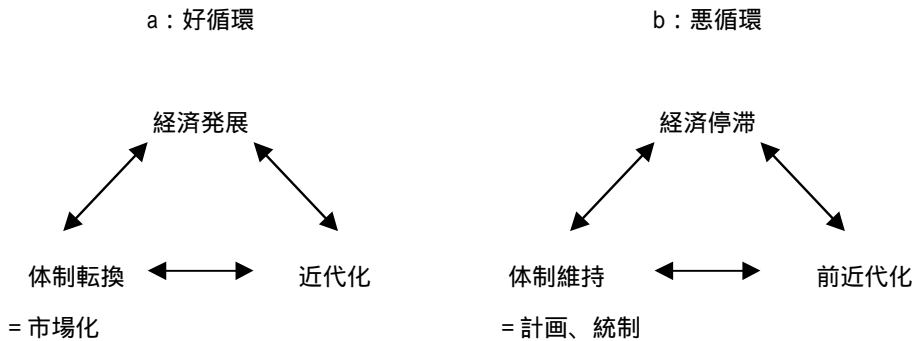 a：好循環
経済発展
体制転換
近代化
= 市場化
b：悪循環
経済停滞
体制維持
前近代化
= 計画、統制